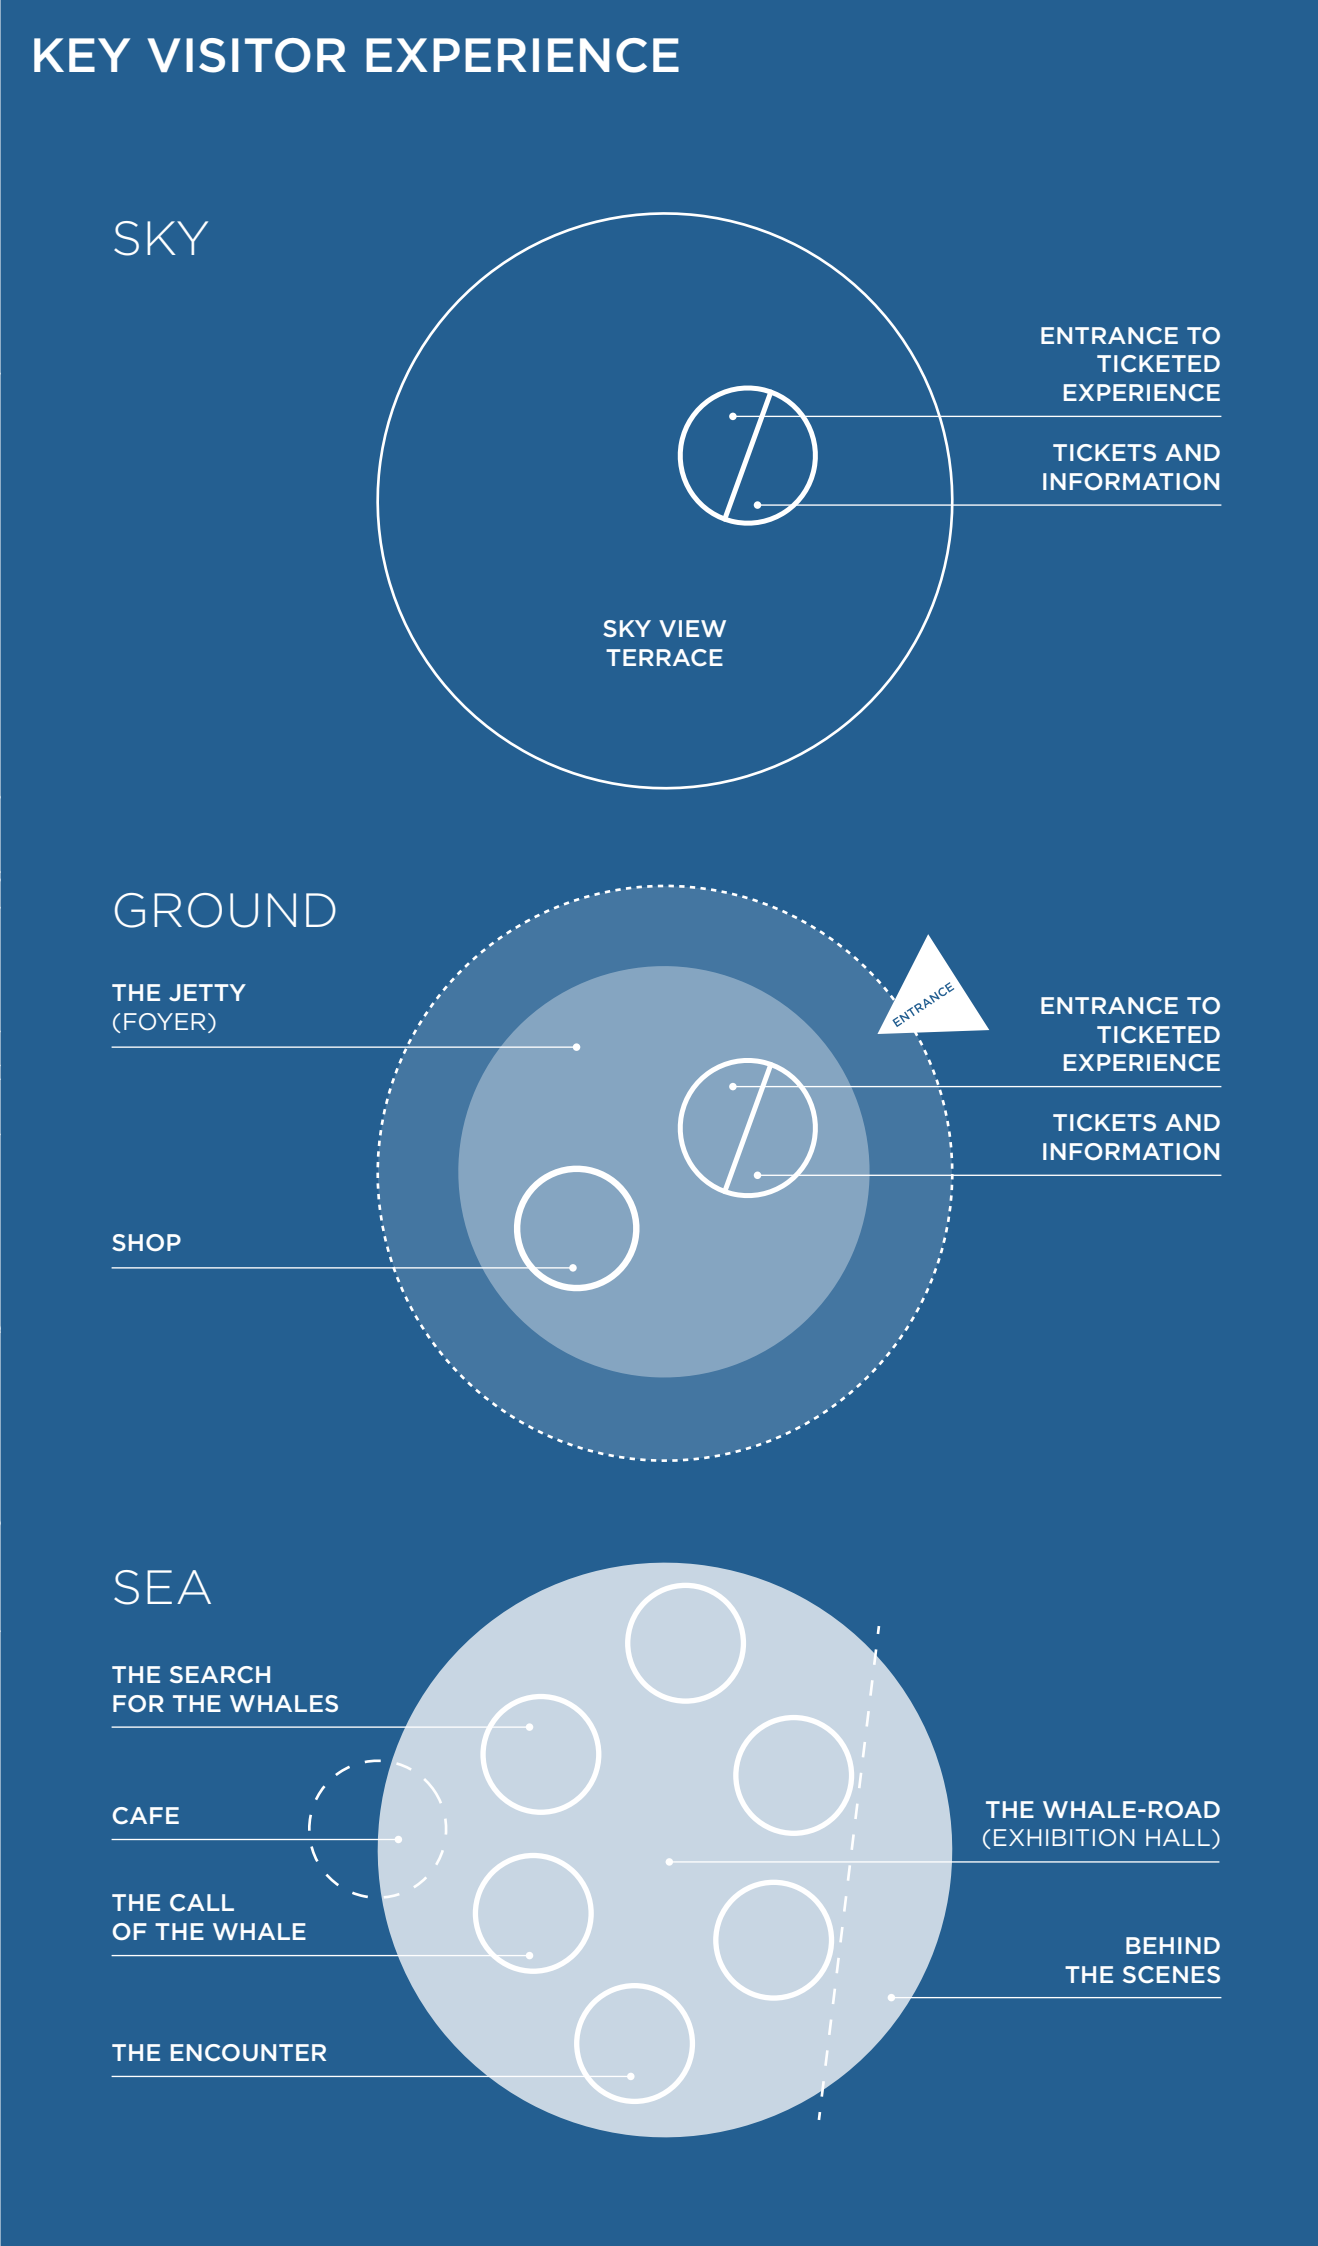 KEY VISITOR EXPERIENCE
SKY
ENTRANCE TO
TICKETED
EXPERIENCE
TICKETS AND
INFORMATION
SKY VIEW
TERRACE
GROUND
THE JETTY
(FOYER)
ENTRANCE
ENTRANCE TO
TICKETED
EXPERIENCE
TICKETS AND
INFORMATION
SHOP
SEA
THE SEARCH
FOR THE WHALES
CAFE
THE WHALE-ROAD
(EXHIBITION HALL)
THE CALL
OF THE WHALE
BEHIND
THE SCENES
THE ENCOUNTER